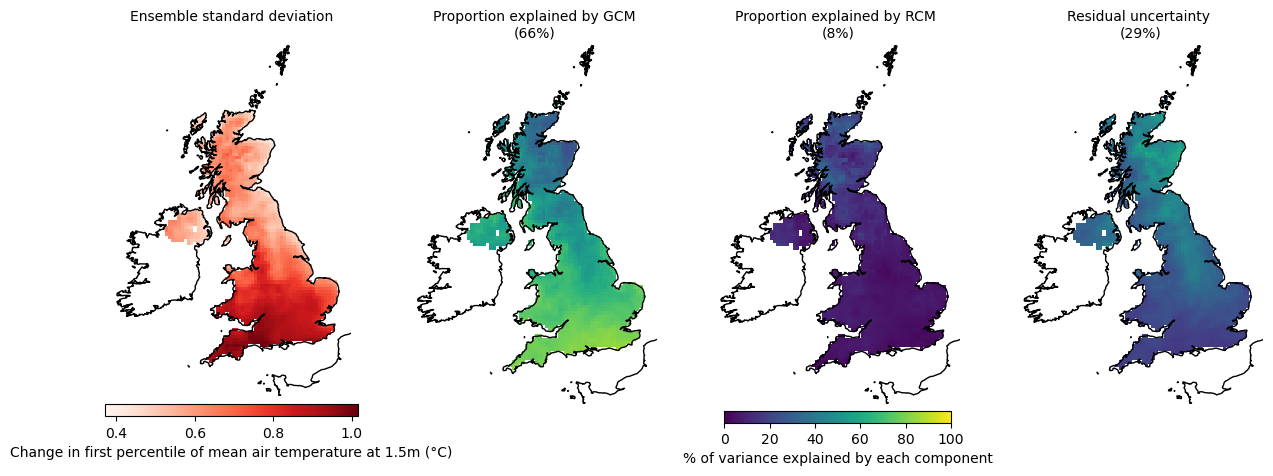 Ensemble standard deviation
Proportion explained by GCM
(66%)
Proportion explained by RCM
(8%)
Residual uncertainty
(29%)
0.4 0.6 0.8 1.0
Change in first percentile of mean air temperature at 1.5m (°C)
0 20 40 60 80 100
% of variance explained by each component